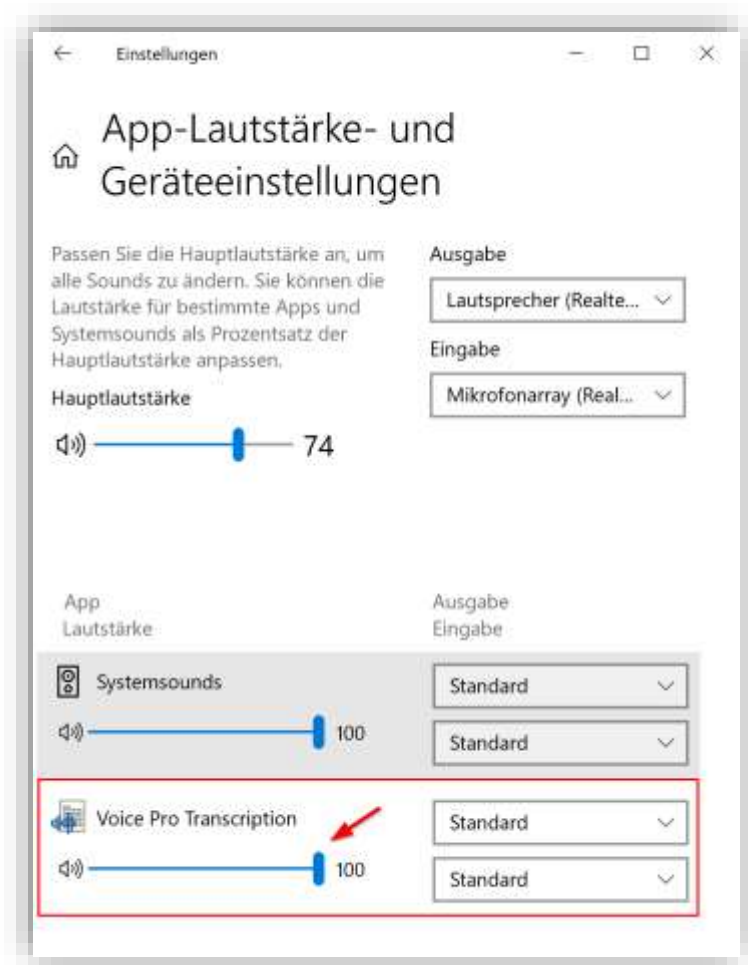 Einstellungen
App-Lautstärke- und
Geräteeinstellungen
Passen Sie die Hauptlautstärke an, um
alle Sounds zu ändern. Sie können die
Lautstärke für bestimmte Apps und
Systemsounds als Prozentsatz der
Hauptlautstärke anpassen.
Hauptlautstärke
74
Ausgabe
Lautsprecher (Realte...
Eingabe
Mikrofonarray (Real...
App
Lautstärke
Ausgabe
Eingabe
Systemsounds
100
Standard
Standard
Voice Pro Transcription
100
Standard
Standard